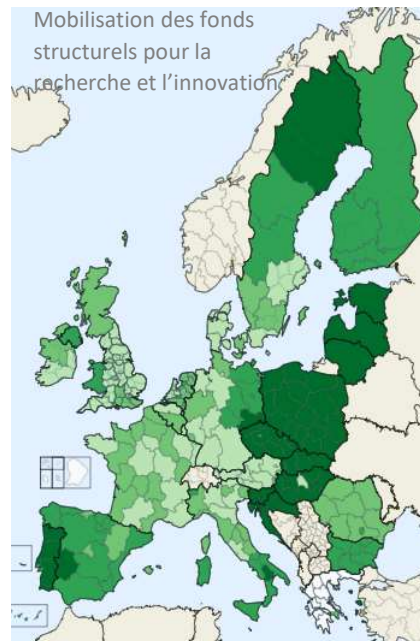 Mobilisation des fonds
structurels pour la
recherche et l’innovation